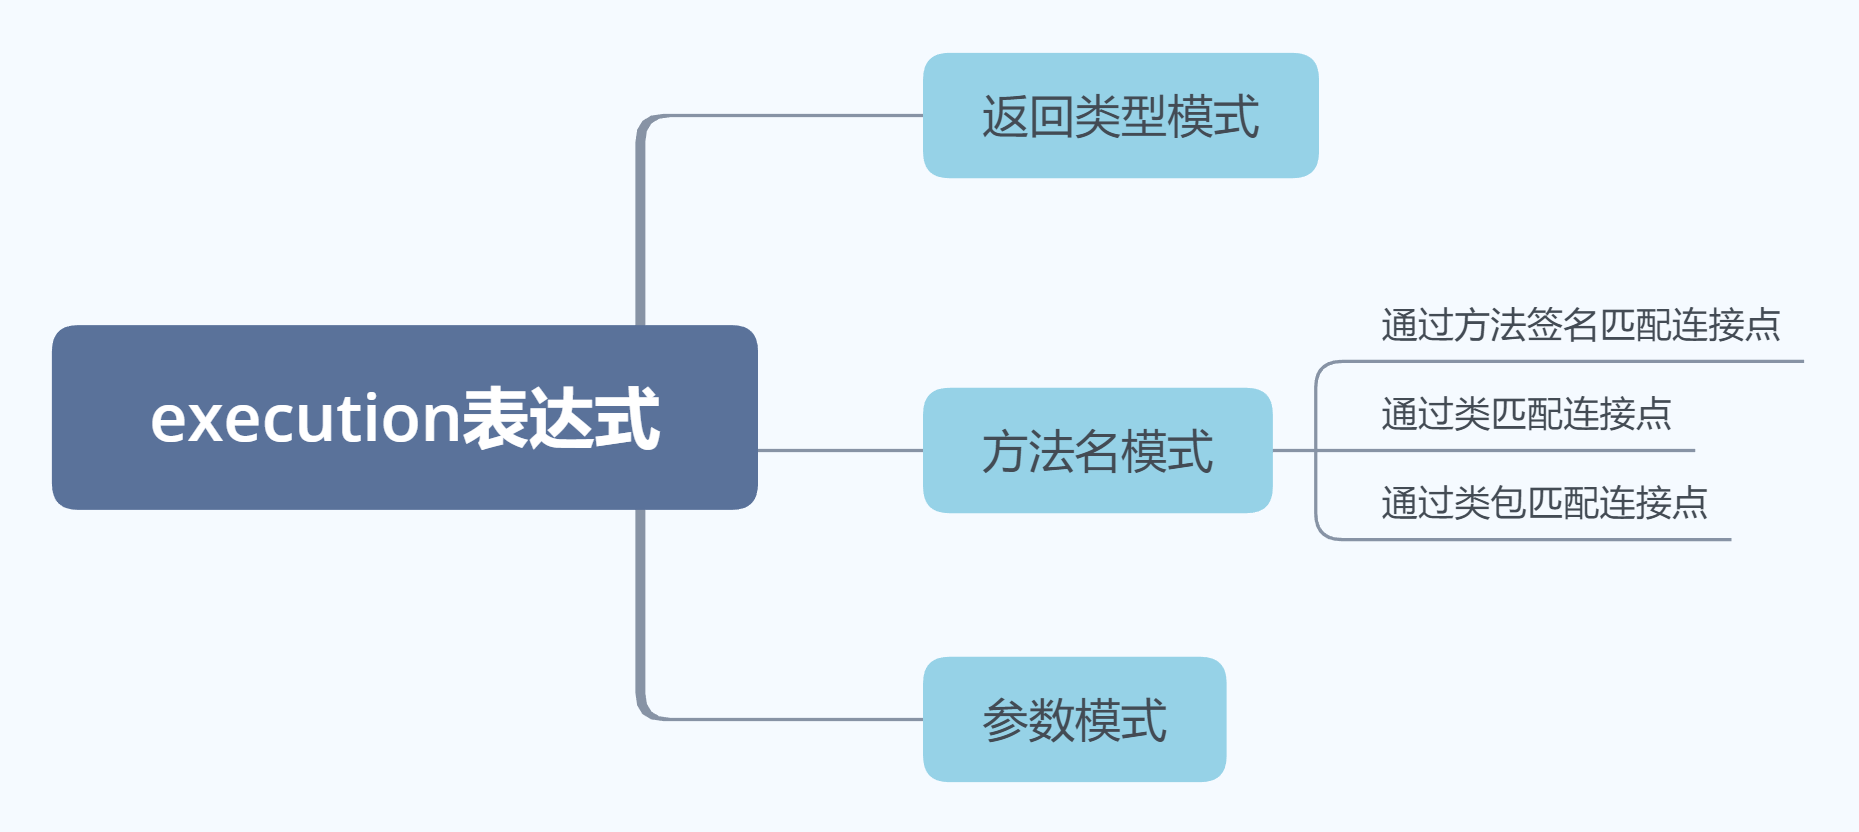 execution表达式
返回类型模式
方法名模式
通过方法签名匹配连接点
通过类匹配连接点
通过类包匹配连接点
参数模式